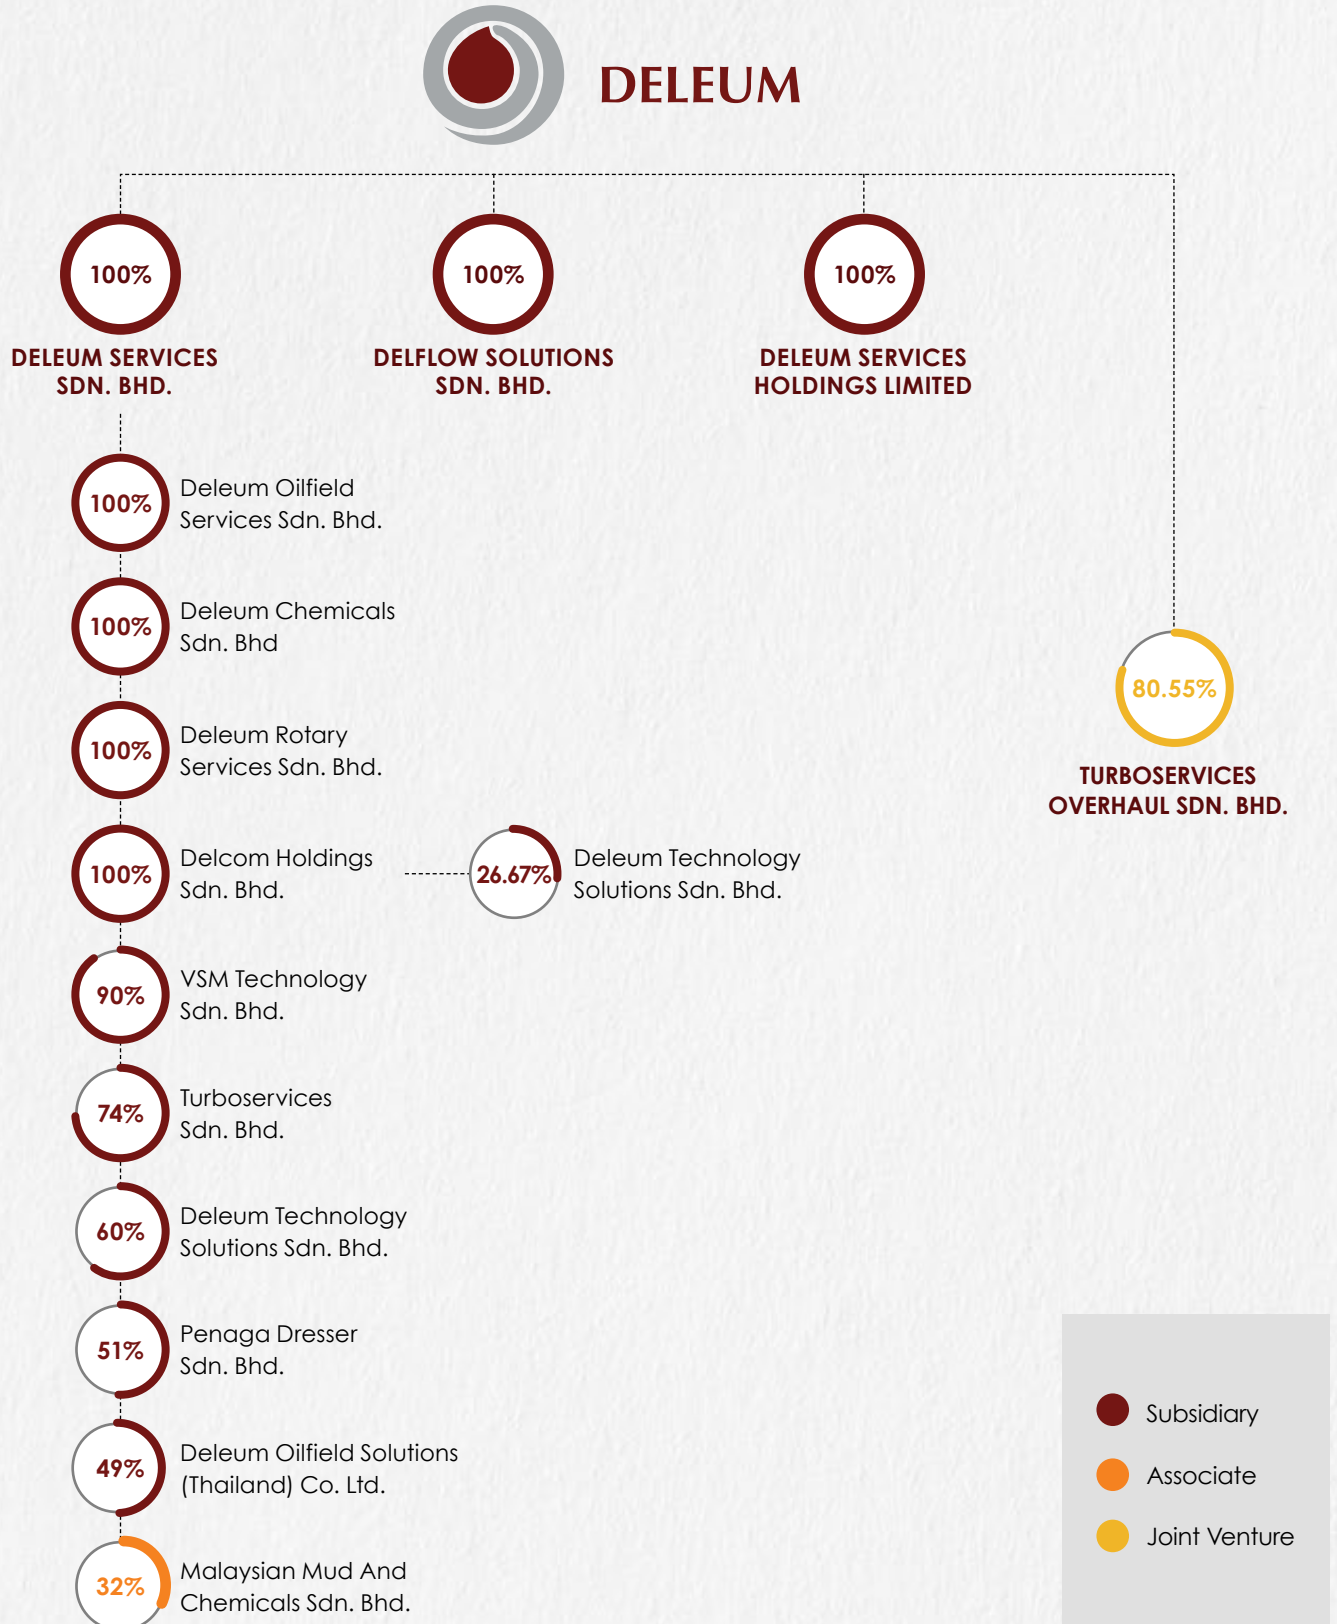 DELEUM
100%
DELEUM SERVICES
SDN. BHD.
100%
DELFLOW SOLUTIONS
SDN. BHD.
100%
DELEUM SERVICES
HOLDINGS LIMITED
100%
Deleum Oilfield
Services Sdn. Bhd.
100%
Deleum Chemicals
Sdn. Bhd
100%
Deleum Rotary
Services Sdn. Bhd.
100%
Delcom Holdings
Sdn. Bhd.
26.67%
Deleum Technology
Solutions Sdn. Bhd.
90%
VSM Technology
Sdn. Bhd.
74%
Turboservices
Sdn. Bhd.
60%
Deleum Technology
Solutions Sdn. Bhd.
51%
Penaga Dresser
Sdn. Bhd.
49%
Deleum Oilfield Solutions
(Thailand) Co. Ltd.
32%
Malaysian Mud And
Chemicals Sdn. Bhd.
80.55%
TURBOSERVICES
OVERHAUL SDN. BHD.
Subsidiary
Associate
Joint Venture